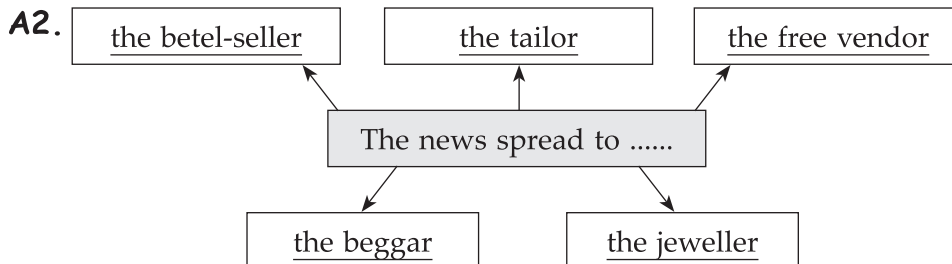 A2. the betel-seller the tailor the free vendor
The news spread to ......
the beggar the jeweller